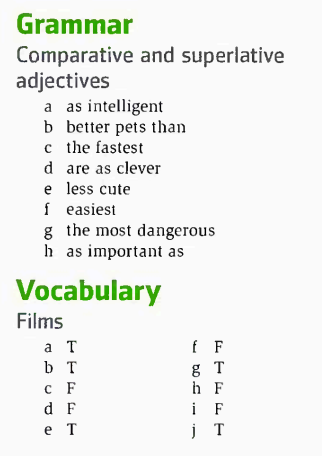 Grammar
Comparative and superlative
adjectives
a as intelligent
b better pets than
c the fastest
d are as clever
e less cute
f easiest
g the most dangerous
h as important as
Vocabulary
Films
a T f F
b T g T
c F h F
d F i F
e T j T